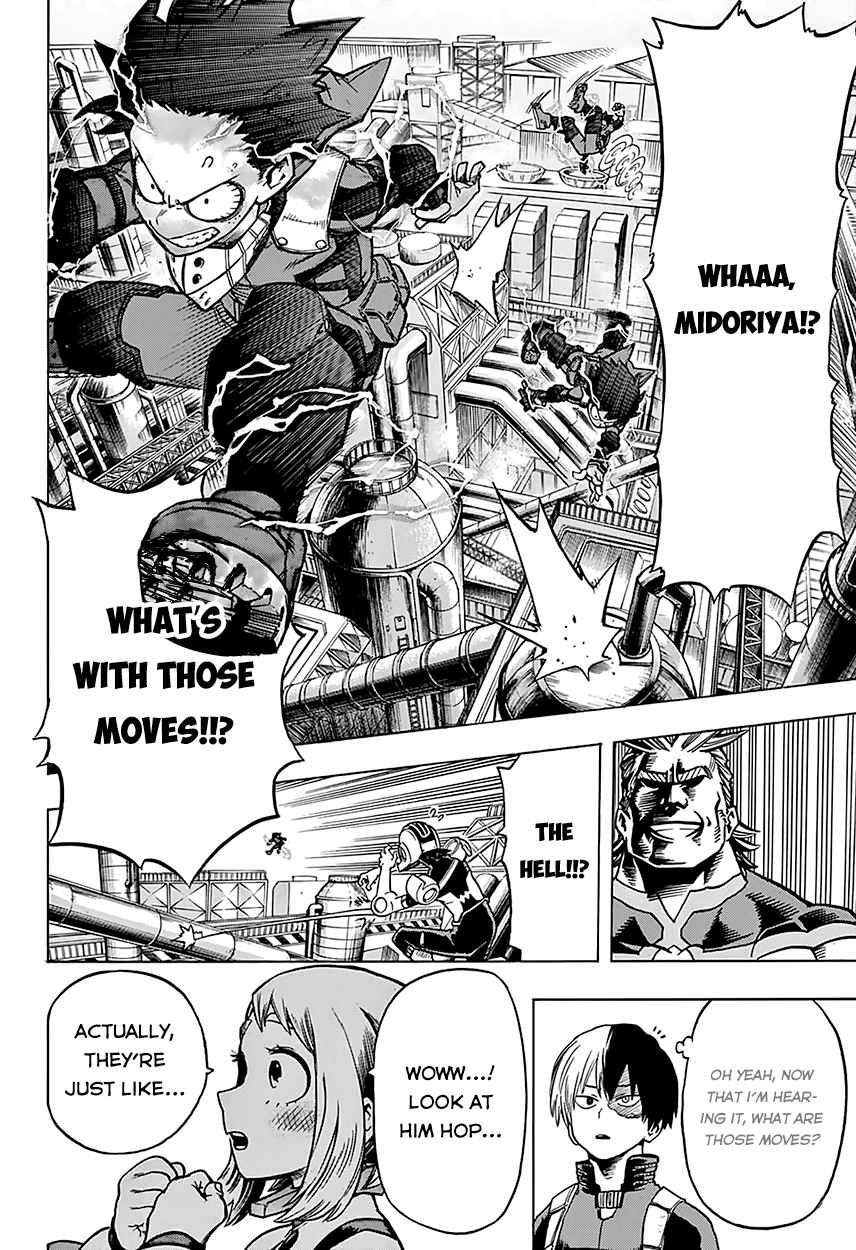 WHAAA,
MIDORIYA!?
WHAT'S
WITH THOSE
MOVES!!?
THE
HELL!!?
OH YEAH, NOW
THAT I'M HEAR-
ING IT, WHAT ARE
THOSE MOVES?
WOWW...!
LOOK AT
HIM HOP...
ACTUALLY,
THEY'RE
JUST LIKE...